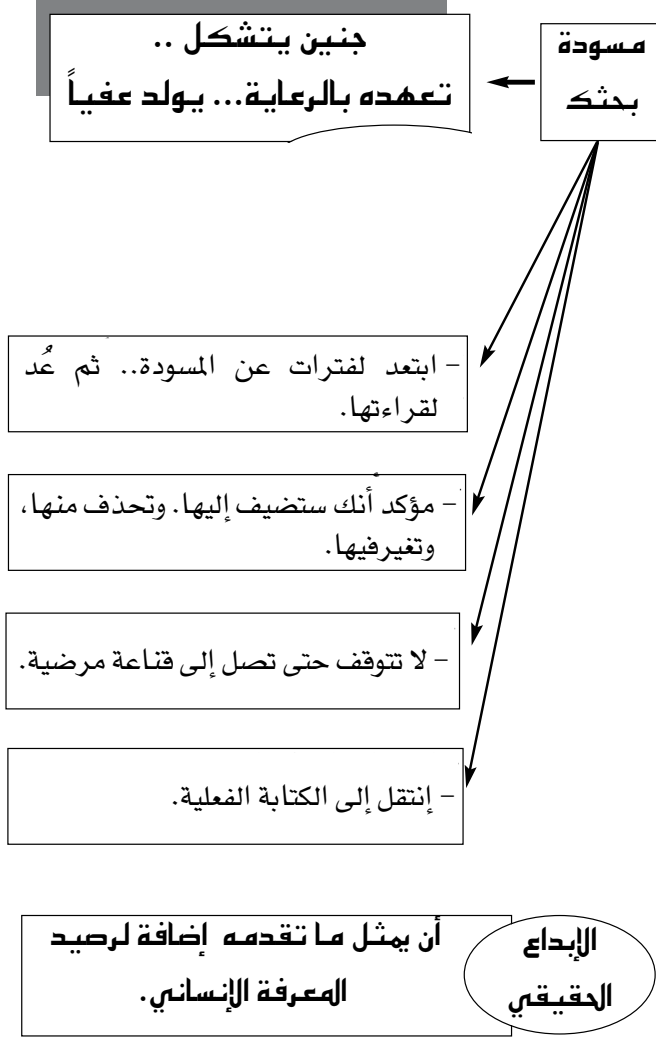 مسودة
بحثك
جنين يتشكل ..
تعهده بالرعاية... يولد عفياً
- ابتعد لفترات عن المسودة.. ثم عُد
لقراءتها.
- مؤكد أنك ستضيف إليها. وتحذف منها،
وتغيرفيها.
- لا تتوقف حتى تصل إلى قناعة مرضية.
- إنتقل إلى الكتابة الفعلية.
الإبداع
الحقيقي
أن يمثل ما تقدمه إضافة لرصيد
المعرفة الإنساني.